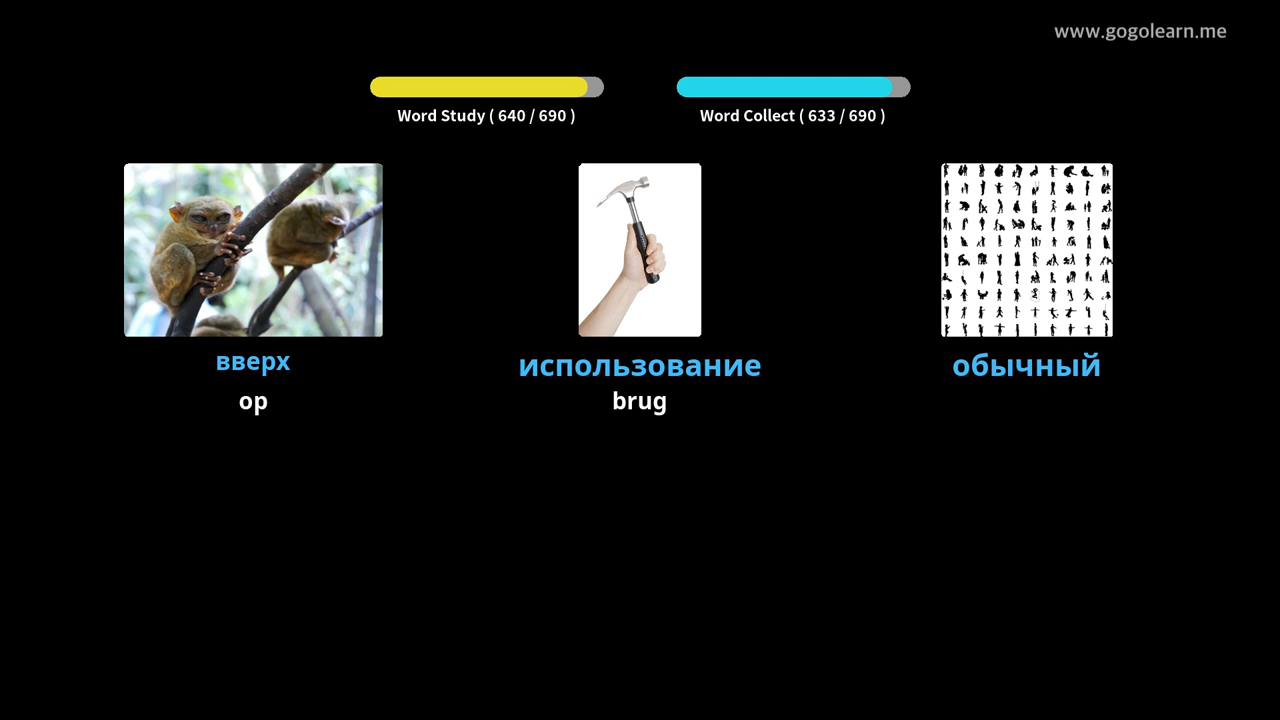 www.gogolearn.me
Word Study ( 640 / 690 )
Word Collect ( 633 / 690 )
вверх
op
использование
brug
обычный